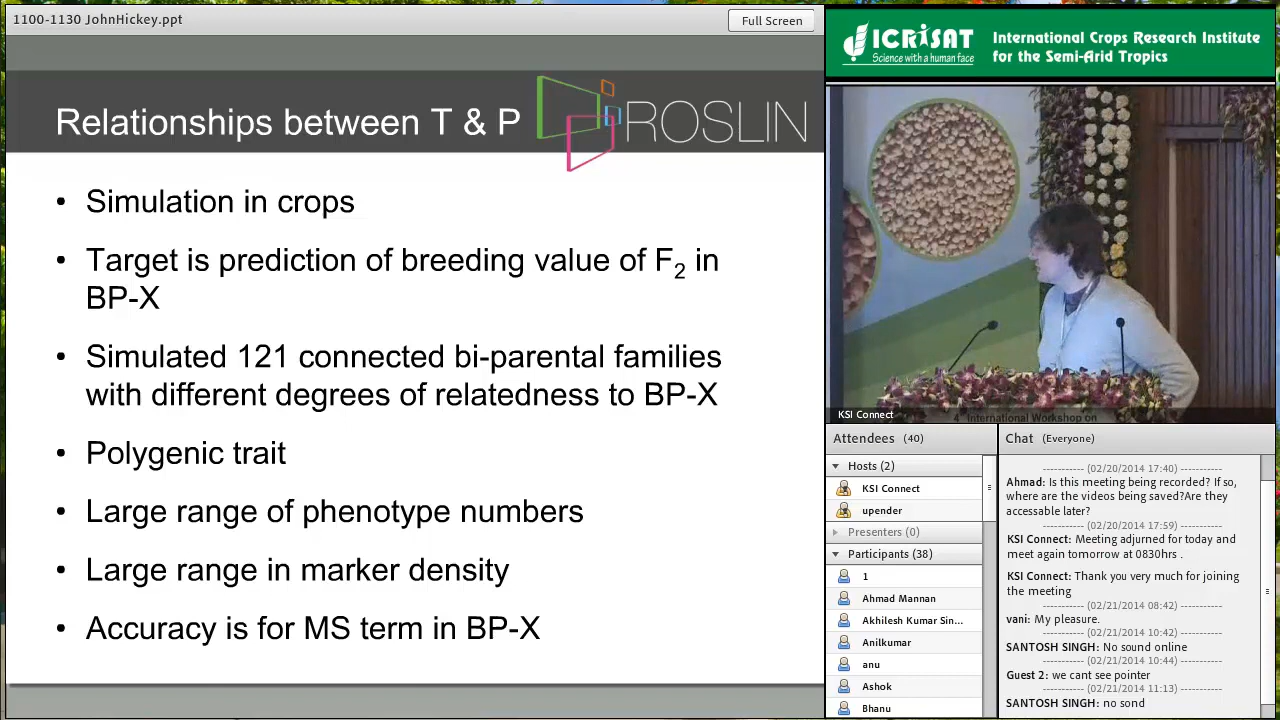 1100-1130 JohnHickey.ppt
Full Screen
Relationships between T & P
ROSLIN
• Simulation in crops
• Target is prediction of breeding value of F2 in
BP-X
• Simulated 121 connected bi-parental families
with different degrees of relatedness to BP-X
• Polygenic trait
• Large range of phenotype numbers
• Large range in marker density
• Accuracy is for MS term in BP-X
ICRISAT
Science with a human face
International Crops Research Institute
for the Semi-Arid Tropics
KSI Connect
4th International Workshop on
Attendees (40)
Hosts (2)
KSI Connect
upender
Presenters (0)
Participants (38)
1
Ahmad Mannan
Akhilesh Kumar Sin...
Anilkumar
anu
Ashok
Bhanu
Chat (Everyone)
----------- (02/20/2014 17:40) -----------
Ahmad: Is this meeting being recorded? If so,
where are the videos being saved?Are they
accessable later?
----------- (02/20/2014 17:59) -----------
KSI Connect: Meeting adjurned for today and
meet again tomorrow at 0830hrs .
KSI Connect: Thank you very much for joining
the meeting
----------- (02/21/2014 08:42) -----------
vani: My pleasure.
----------- (02/21/2014 10:42) -----------
SANTOSH SINGH: No sound online
----------- (02/21/2014 10:44) -----------
Guest 2: we cant see pointer
----------- (02/21/2014 11:13) -----------
SANTOSH SINGH: no sond